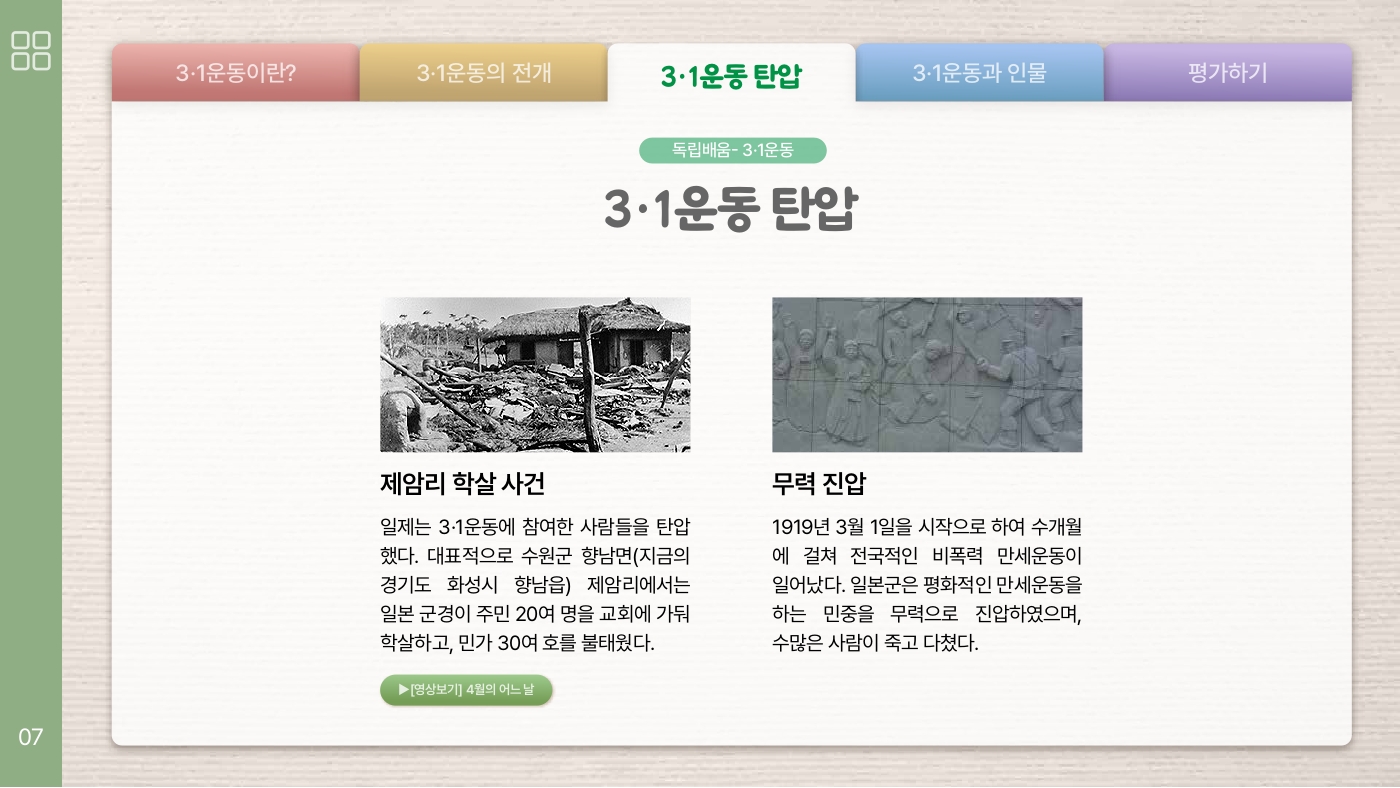 3·1운동이란?
3·1운동의 전개
3·1운동 탄압
3·1운동과 인물
평가하기
독립배움- 3·1운동
3·1운동 탄압
제암리 학살 사건
일제는 3·1운동에 참여한 사람들을 탄압
했다. 대표적으로 수원군 향남면(지금의
경기도 화성시 향남읍) 제암리에서는
일본 군경이 주민 20여 명을 교회에 가둬
학살하고, 민가 30여 호를 불태웠다.
▶[영상보기] 4월의 어느 날
무력 진압
1919년 3월 1일을 시작으로 하여 수개월
에 걸쳐 전국적인 비폭력 만세운동이
일어났다. 일본군은 평화적인 만세운동을
하는 민중을 무력으로 진압하였으며,
수많은 사람이 죽고 다쳤다.
07